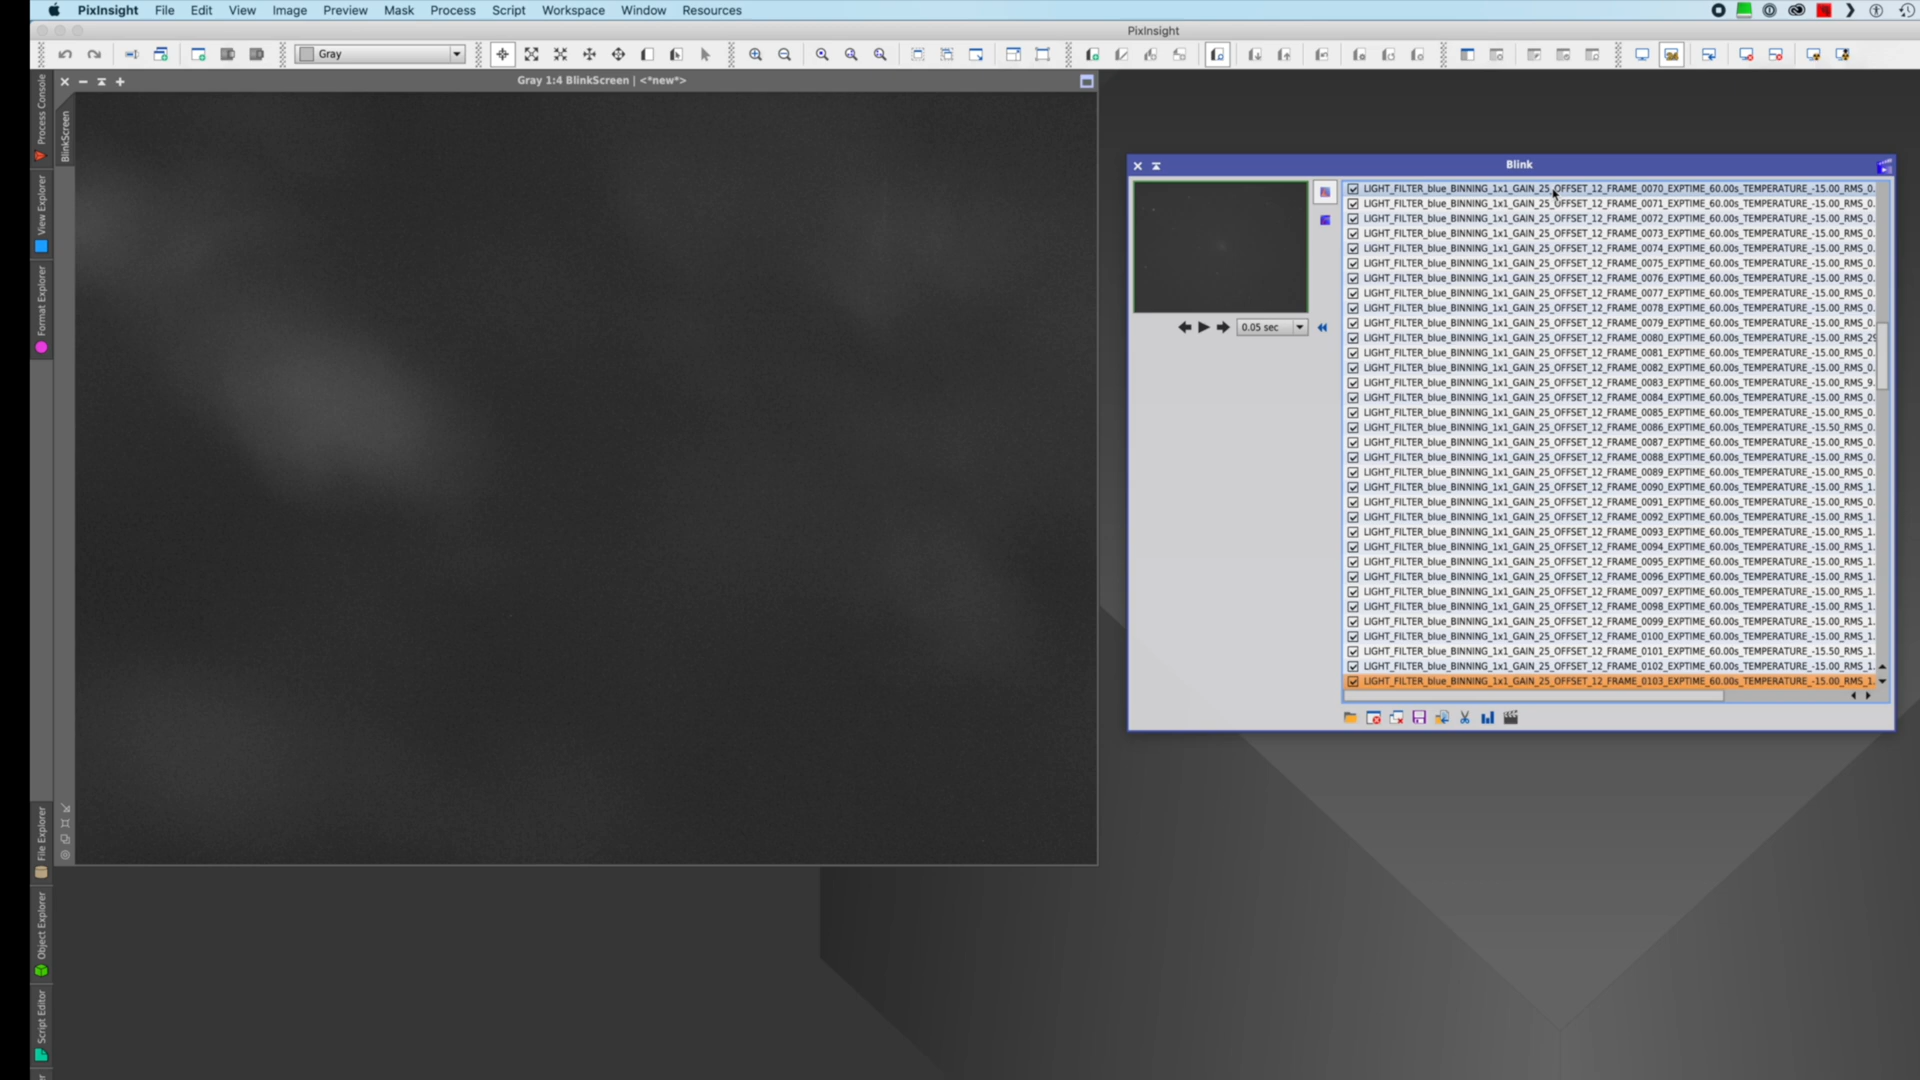 PixInsight File Edit View Image Preview Mask Process Script Workspace Window Resources
PixInsight
Gray
Gray 1:4 BlinkScreen | <*new*>
Process Console
View Explorer
Format Explorer
File Explorer
Object Explorer
Script Editor
BlinkScreen
Blink
0.05 sec
LIGHT_FILTER_blue_BINNING_1x1_GAIN_25_OFFSET_12_FRAME_0070_EXPTIME_60.00s_TEMPERATURE_-15.00_RMS_0.
LIGHT_FILTER_blue_BINNING_1x1_GAIN_25_OFFSET_12_FRAME_0071_EXPTIME_60.00s_TEMPERATURE_-15.00_RMS_0.
LIGHT_FILTER_blue_BINNING_1x1_GAIN_25_OFFSET_12_FRAME_0072_EXPTIME_60.00s_TEMPERATURE_-15.00_RMS_0.
LIGHT_FILTER_blue_BINNING_1x1_GAIN_25_OFFSET_12_FRAME_0073_EXPTIME_60.00s_TEMPERATURE_-15.00_RMS_0.
LIGHT_FILTER_blue_BINNING_1x1_GAIN_25_OFFSET_12_FRAME_0074_EXPTIME_60.00s_TEMPERATURE_-15.00_RMS_0.
LIGHT_FILTER_blue_BINNING_1x1_GAIN_25_OFFSET_12_FRAME_0075_EXPTIME_60.00s_TEMPERATURE_-15.00_RMS_0.
LIGHT_FILTER_blue_BINNING_1x1_GAIN_25_OFFSET_12_FRAME_0076_EXPTIME_60.00s_TEMPERATURE_-15.00_RMS_0.
LIGHT_FILTER_blue_BINNING_1x1_GAIN_25_OFFSET_12_FRAME_0077_EXPTIME_60.00s_TEMPERATURE_-15.00_RMS_0.
LIGHT_FILTER_blue_BINNING_1x1_GAIN_25_OFFSET_12_FRAME_0078_EXPTIME_60.00s_TEMPERATURE_-15.00_RMS_0.
LIGHT_FILTER_blue_BINNING_1x1_GAIN_25_OFFSET_12_FRAME_0079_EXPTIME_60.00s_TEMPERATURE_-15.00_RMS_0.
LIGHT_FILTER_blue_BINNING_1x1_GAIN_25_OFFSET_12_FRAME_0080_EXPTIME_60.00s_TEMPERATURE_-15.00_RMS_29
LIGHT_FILTER_blue_BINNING_1x1_GAIN_25_OFFSET_12_FRAME_0081_EXPTIME_60.00s_TEMPERATURE_-15.00_RMS_0.
LIGHT_FILTER_blue_BINNING_1x1_GAIN_25_OFFSET_12_FRAME_0082_EXPTIME_60.00s_TEMPERATURE_-15.00_RMS_0.
LIGHT_FILTER_blue_BINNING_1x1_GAIN_25_OFFSET_12_FRAME_0083_EXPTIME_60.00s_TEMPERATURE_-15.00_RMS_9.
LIGHT_FILTER_blue_BINNING_1x1_GAIN_25_OFFSET_12_FRAME_0084_EXPTIME_60.00s_TEMPERATURE_-15.00_RMS_0.
LIGHT_FILTER_blue_BINNING_1x1_GAIN_25_OFFSET_12_FRAME_0085_EXPTIME_60.00s_TEMPERATURE_-15.00_RMS_0.
LIGHT_FILTER_blue_BINNING_1x1_GAIN_25_OFFSET_12_FRAME_0086_EXPTIME_60.00s_TEMPERATURE_-15.50_RMS_0.
LIGHT_FILTER_blue_BINNING_1x1_GAIN_25_OFFSET_12_FRAME_0087_EXPTIME_60.00s_TEMPERATURE_-15.00_RMS_0.
LIGHT_FILTER_blue_BINNING_1x1_GAIN_25_OFFSET_12_FRAME_0088_EXPTIME_60.00s_TEMPERATURE_-15.00_RMS_0.
LIGHT_FILTER_blue_BINNING_1x1_GAIN_25_OFFSET_12_FRAME_0089_EXPTIME_60.00s_TEMPERATURE_-15.00_RMS_0.
LIGHT_FILTER_blue_BINNING_1x1_GAIN_25_OFFSET_12_FRAME_0090_EXPTIME_60.00s_TEMPERATURE_-15.00_RMS_1.
LIGHT_FILTER_blue_BINNING_1x1_GAIN_25_OFFSET_12_FRAME_0091_EXPTIME_60.00s_TEMPERATURE_-15.00_RMS_0.
LIGHT_FILTER_blue_BINNING_1x1_GAIN_25_OFFSET_12_FRAME_0092_EXPTIME_60.00s_TEMPERATURE_-15.00_RMS_1.
LIGHT_FILTER_blue_BINNING_1x1_GAIN_25_OFFSET_12_FRAME_0093_EXPTIME_60.00s_TEMPERATURE_-15.00_RMS_1.
LIGHT_FILTER_blue_BINNING_1x1_GAIN_25_OFFSET_12_FRAME_0094_EXPTIME_60.00s_TEMPERATURE_-15.00_RMS_1.
LIGHT_FILTER_blue_BINNING_1x1_GAIN_25_OFFSET_12_FRAME_0095_EXPTIME_60.00s_TEMPERATURE_-15.00_RMS_1.
LIGHT_FILTER_blue_BINNING_1x1_GAIN_25_OFFSET_12_FRAME_0096_EXPTIME_60.00s_TEMPERATURE_-15.00_RMS_1.
LIGHT_FILTER_blue_BINNING_1x1_GAIN_25_OFFSET_12_FRAME_0097_EXPTIME_60.00s_TEMPERATURE_-15.00_RMS_1.
LIGHT_FILTER_blue_BINNING_1x1_GAIN_25_OFFSET_12_FRAME_0098_EXPTIME_60.00s_TEMPERATURE_-15.00_RMS_1.
LIGHT_FILTER_blue_BINNING_1x1_GAIN_25_OFFSET_12_FRAME_0099_EXPTIME_60.00s_TEMPERATURE_-15.00_RMS_1.
LIGHT_FILTER_blue_BINNING_1x1_GAIN_25_OFFSET_12_FRAME_0100_EXPTIME_60.00s_TEMPERATURE_-15.00_RMS_1.
LIGHT_FILTER_blue_BINNING_1x1_GAIN_25_OFFSET_12_FRAME_0101_EXPTIME_60.00s_TEMPERATURE_-15.50_RMS_1.
LIGHT_FILTER_blue_BINNING_1x1_GAIN_25_OFFSET_12_FRAME_0102_EXPTIME_60.00s_TEMPERATURE_-15.00_RMS_1.
LIGHT_FILTER_blue_BINNING_1x1_GAIN_25_OFFSET_12_FRAME_0103_EXPTIME_60.00s_TEMPERATURE_-15.00_RMS_1.